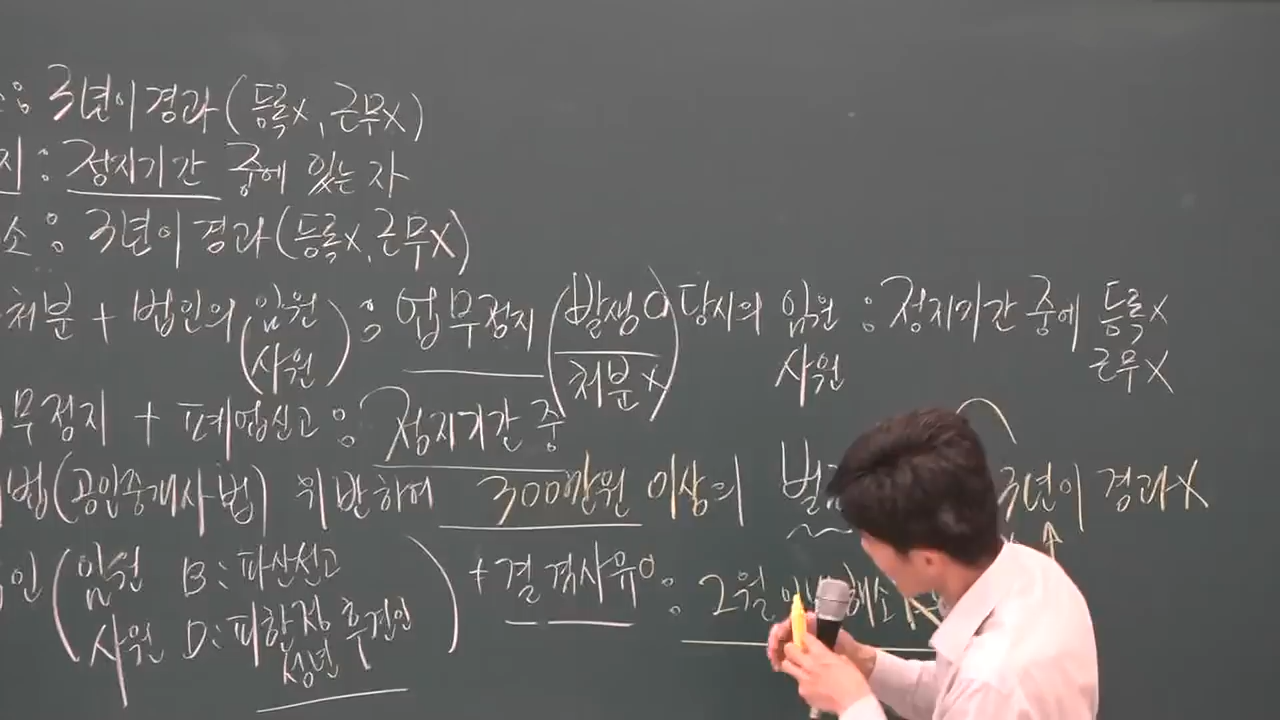 소: 3년이 경과(등록x, 근무x)
지: 정지기간 중에 있는 자
소: 3년이 경과(등록x, 근무x)
처분 + 법인의(임원 사원): 업무정지(발생o 처분x)당시의 임원 사원: 정지기간 중에 등록x 근무x
무정지 + 폐업신고: 정지기간 중
법(공인중개사법) 위반하여 300만원 이상의 벌 3년이 경과X
인(임원 B: 파산선고 사원 D: 피한정 성년 후견인) + 결격사유o: 2월 해소